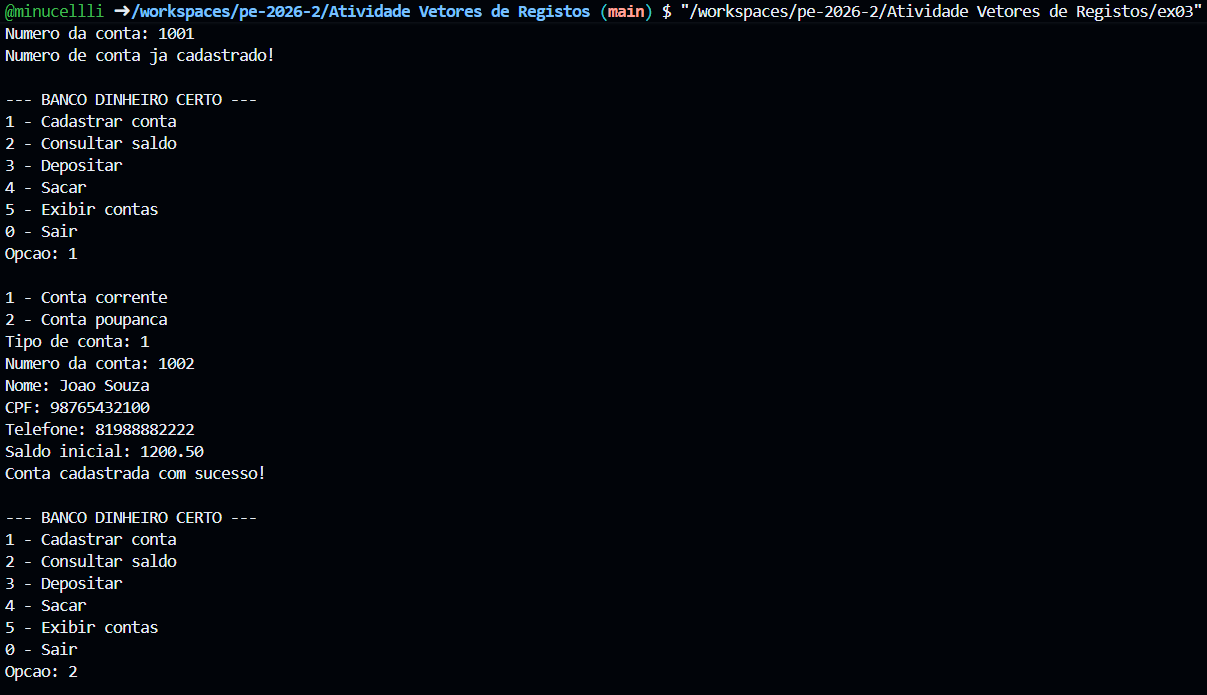 @minucellli ➜/workspaces/pe-2026-2/Atividade Vetores de Registos (main) $ "/workspaces/pe-2026-2/Atividade Vetores de Registos/ex03"
Numero da conta: 1001
Numero de conta ja cadastrado!

--- BANCO DINHEIRO CERTO ---
1 - Cadastrar conta
2 - Consultar saldo
3 - Depositar
4 - Sacar
5 - Exibir contas
0 - Sair
Opcao: 1

1 - Conta corrente
2 - Conta poupanca
Tipo de conta: 1
Numero da conta: 1002
Nome: Joao Souza
CPF: 98765432100
Telefone: 81988882222
Saldo inicial: 1200.50
Conta cadastrada com sucesso!

--- BANCO DINHEIRO CERTO ---
1 - Cadastrar conta
2 - Consultar saldo
3 - Depositar
4 - Sacar
5 - Exibir contas
0 - Sair
Opcao: 2